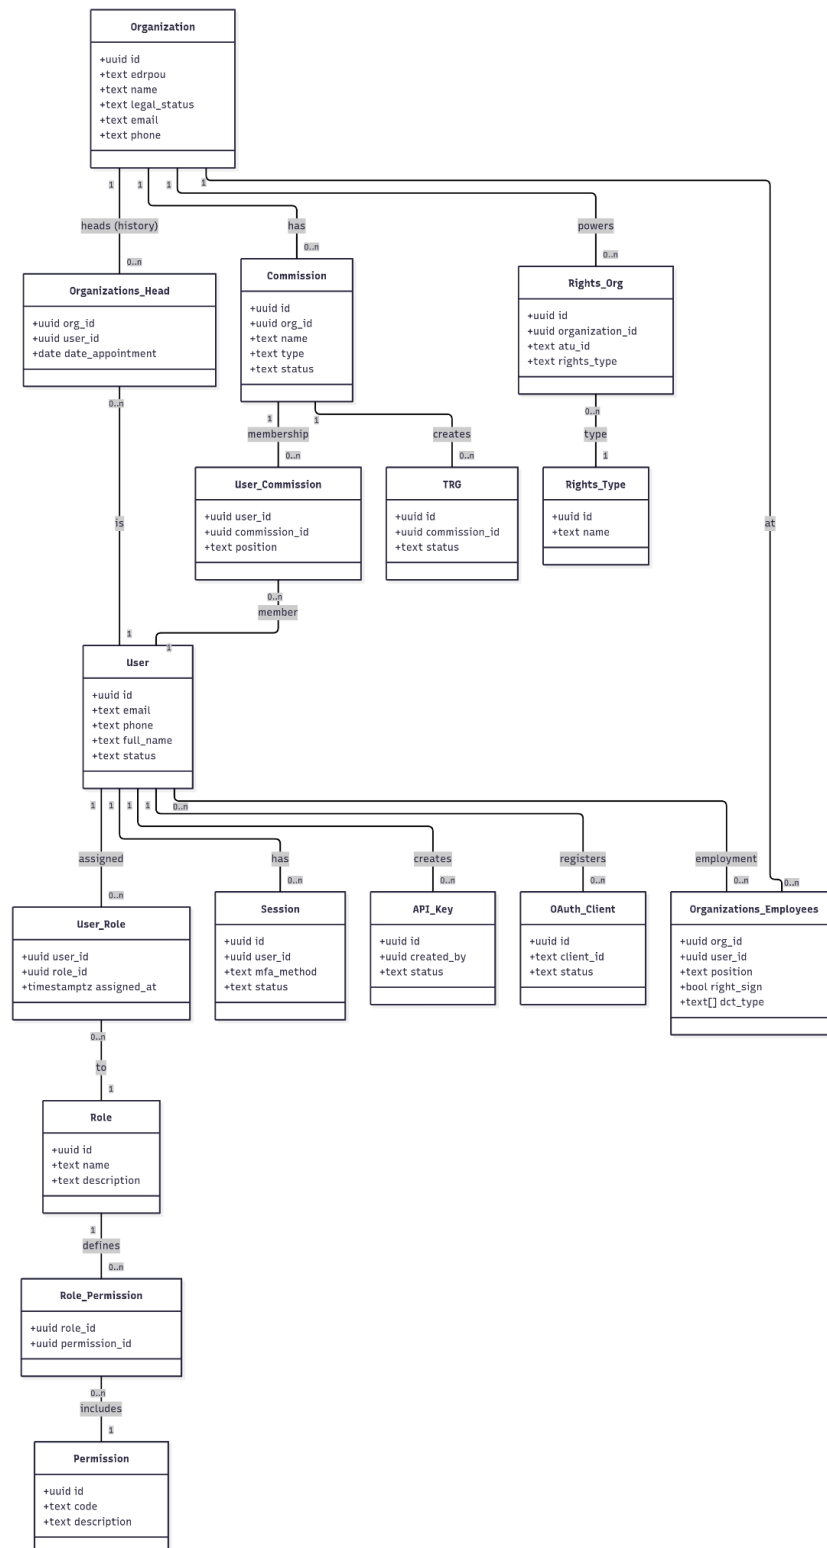 Organization
+uuid id
+text edrpou
+text name
+text legal_status
+text email
+text phone
1
1
1
1
heads (history)
has
powers
0..n
0..n
0..n
Organizations_Head
+uuid org_id
+uuid user_id
+date date_appointment
Commission
+uuid id
+uuid org_id
+text name
+text type
+text status
Rights_Org
+uuid id
+uuid organization_id
+text atu_id
+text rights_type
0..n
1
1
0..n
membership
creates
type
0..n
0..n
1
User_Commission
+uuid user_id
+uuid commission_id
+text position
TRG
+uuid id
+uuid commission_id
+text status
Rights_Type
+uuid id
+text name
is
at
0..n
member
1
1
User
+uuid id
+text email
+text phone
+text full_name
+text status
1
1
1
1
0..n
assigned
has
creates
registers
employment
0..n
0..n
0..n
0..n
0..n
0..n
User_Role
+uuid user_id
+uuid role_id
+timestamptz assigned_at
Session
+uuid id
+uuid user_id
+text mfa_method
+text status
API_Key
+uuid id
+uuid created_by
+text status
OAuth_Client
+uuid id
+text client_id
+text status
Organizations_Employees
+uuid org_id
+uuid user_id
+text position
+bool right_sign
+text[] dct_type
0..n
to
1
Role
+uuid id
+text name
+text description
1
defines
0..n
Role_Permission
+uuid role_id
+uuid permission_id
0..n
includes
1
Permission
+uuid id
+text code
+text description